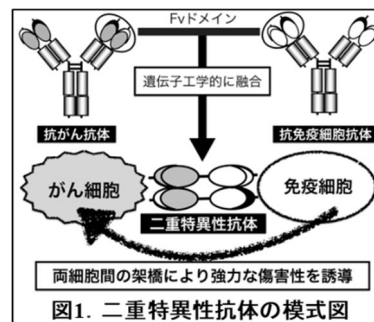 Fvドメイン
遺伝子工学的に融合
抗がん抗体
抗免疫細胞抗体
がん細胞
免疫細胞
二重特異性抗体
両細胞間の架橋により強力な傷害性を誘導
図1. 二重特異性抗体の模式図